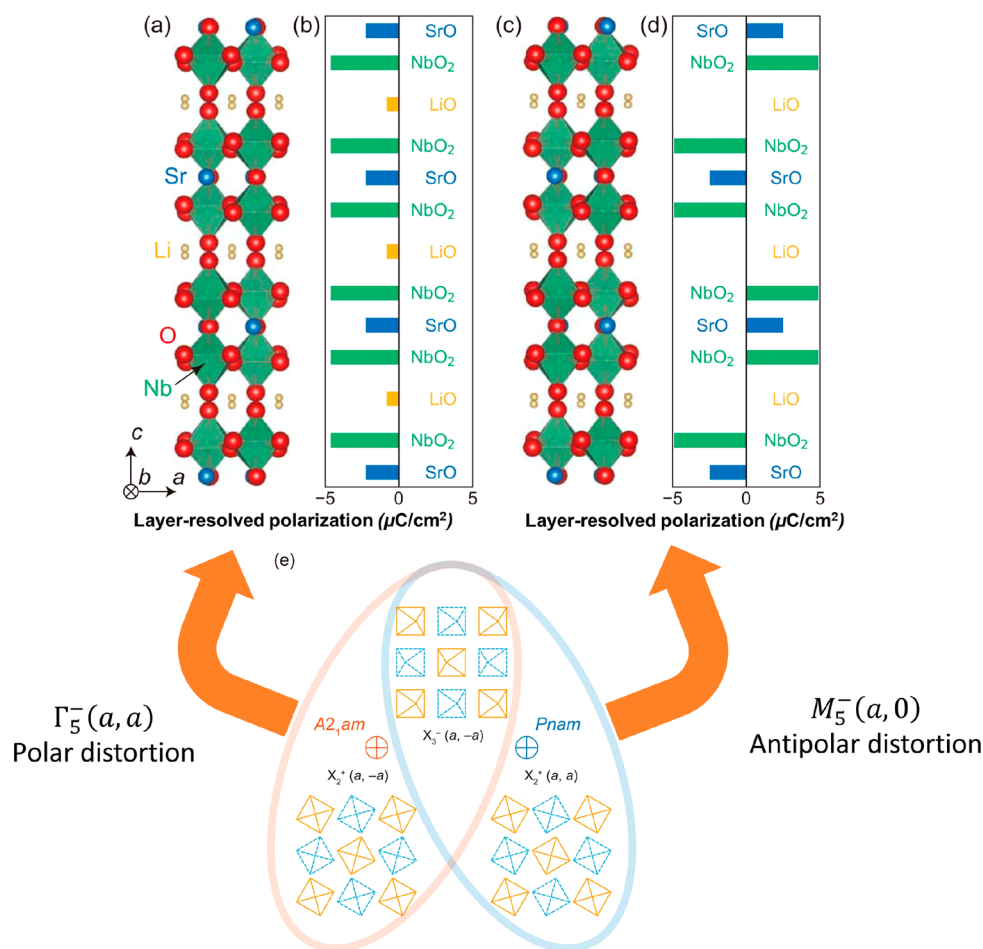 (a) (b) (c) (d)
SrO
NbO₂
LiO
NbO₂
SrO
NbO₂
LiO
NbO₂
SrO
NbO₂
LiO
NbO₂
SrO
Sr
Li
O
Nb
c
b a
−5 0 5
Layer-resolved polarization (μC/cm²)
SrO
NbO₂
LiO
NbO₂
SrO
NbO₂
LiO
NbO₂
SrO
NbO₂
LiO
NbO₂
SrO
−5 0 5
Layer-resolved polarization (μC/cm²)
(e)
Γ₅⁻(a, a)
Polar distortion
M₅⁻(a, 0)
Antipolar distortion
X₃⁻ (a, −a)
A2₁am
Pnam
X₂⁺ (a, −a)
X₂⁺ (a, a)